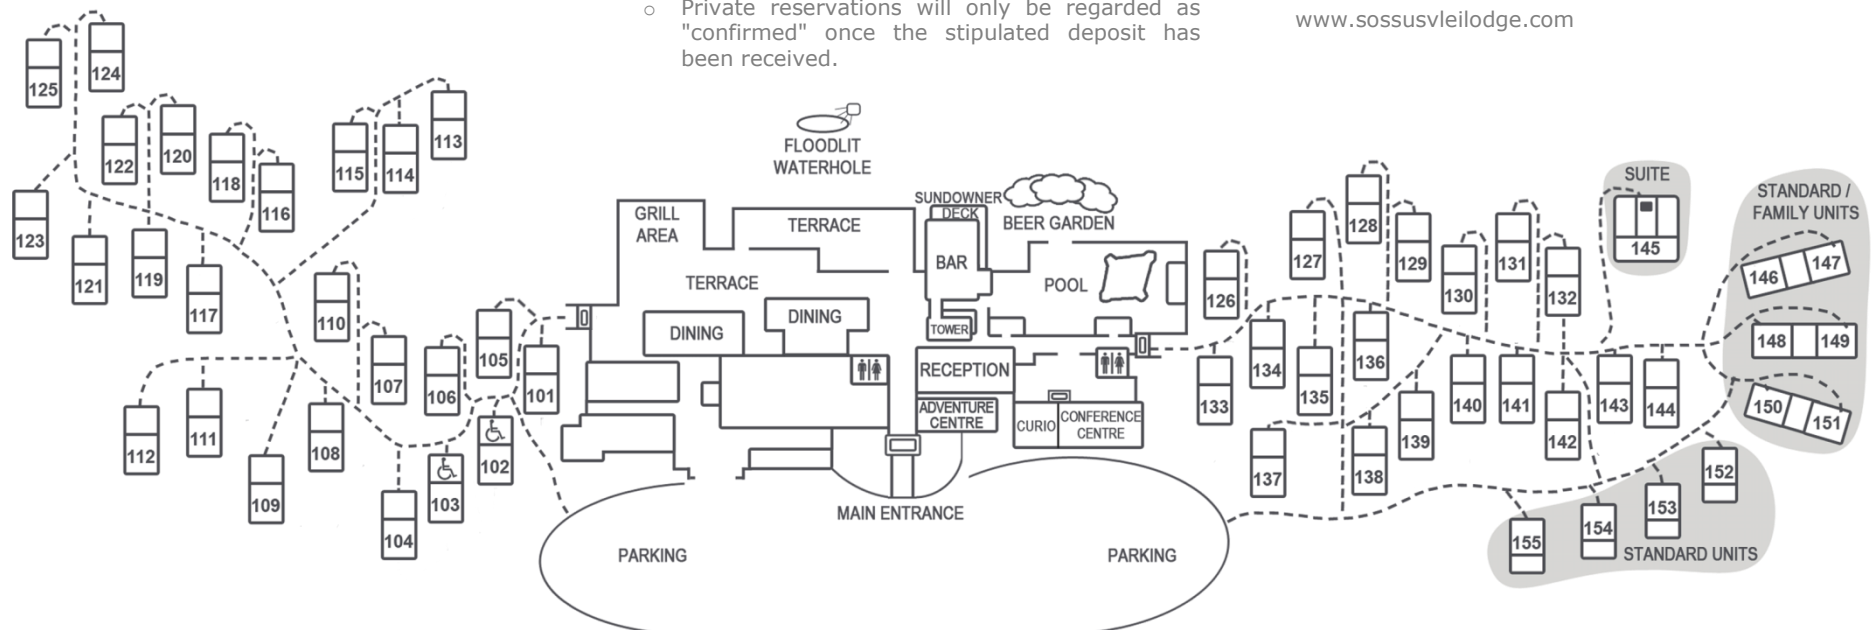 ○ Private reservations will only be regarded as
"confirmed" once the stipulated deposit has
been received.
www.sossusvleilodge.com
125
124
122
120
118
116
115
114
113
123
121
119
117
110
107
106
105
101
112
111
109
108
104
103
102
FLOODLIT
WATERHOLE
GRILL
AREA
TERRACE
TERRACE
SUNDOWNER
DECK
BEER GARDEN
BAR
POOL
DINING
DINING
TOWER
RECEPTION
ADVENTURE
CENTRE
CURIO
CONFERENCE
CENTRE
MAIN ENTRANCE
PARKING
PARKING
126
127
128
129
130
131
132
133
134
135
136
137
138
139
140
141
142
143
144
SUITE
145
STANDARD /
FAMILY UNITS
146
147
148
149
150
151
152
153
154
155
STANDARD UNITS